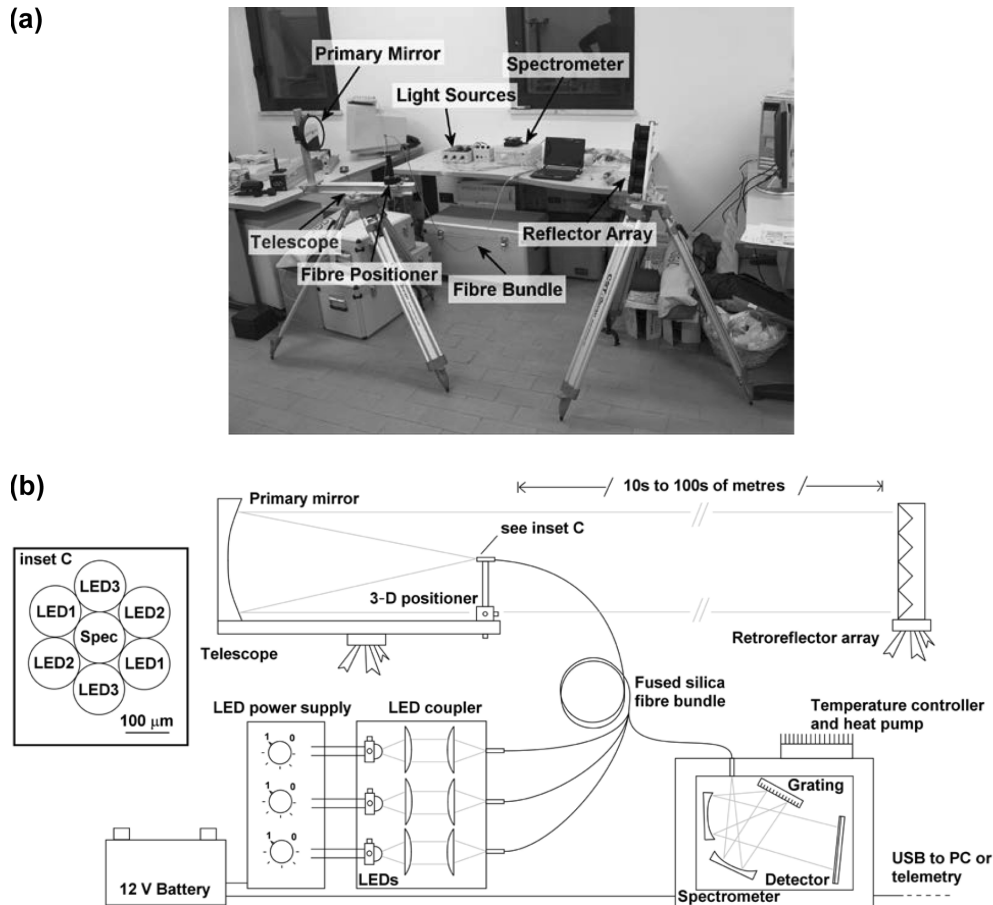 (a)
Primary Mirror
Spectrometer
Light Sources
Telescope
Reflector Array
Fibre Positioner
Fibre Bundle
(b)
Primary mirror
10s to 100s of metres
see inset C
inset C
LED3
LED1
LED2
Spec
LED2
LED1
LED3
100 μm
3-D positioner
Telescope
Retroreflector array
Fused silica
fibre bundle
LED power supply
LED coupler
Temperature controller
and heat pump
1 0
1 0
1 0
Grating
Detector
LEDs
12 V Battery
Spectrometer
USB to PC or
telemetry